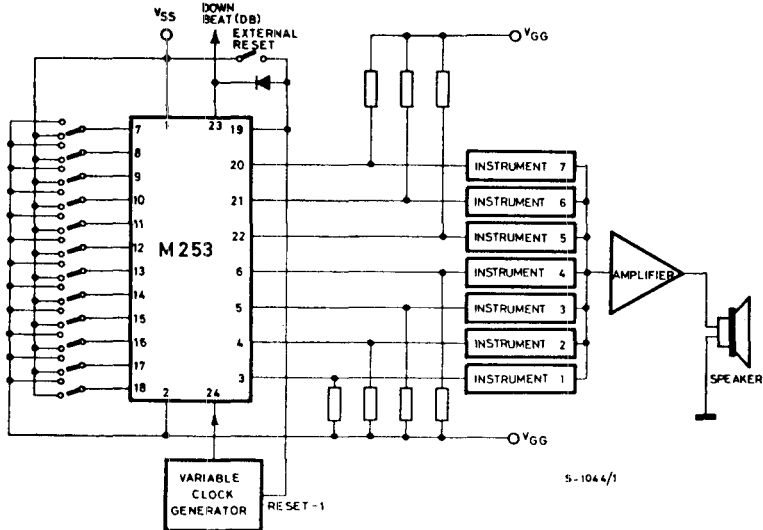 VSS
DOWN
BEAT(DB)
EXTERNAL
RESET
VGG
7
8
9
10
11
12
13
14
15
16
17
18
1
23
19
20
21
22
6
5
4
3
2
24
M253
INSTRUMENT 7
INSTRUMENT 6
INSTRUMENT 5
INSTRUMENT 4
INSTRUMENT 3
INSTRUMENT 2
INSTRUMENT 1
AMPLIFIER
SPEAKER
VGG
VARIABLE
CLOCK
GENERATOR
RESET-1
S-1044/1